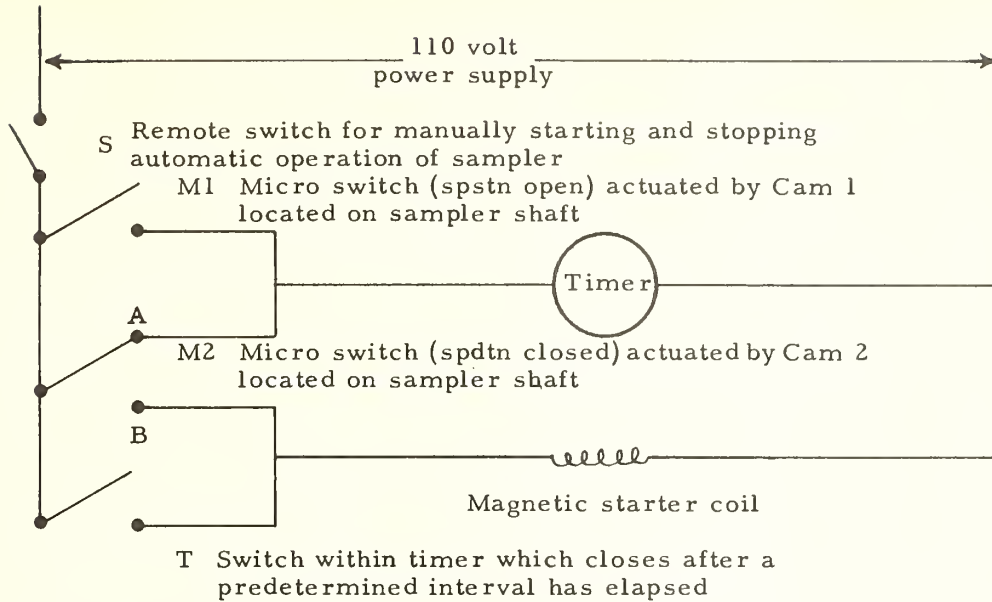 110 volt
power supply
S Remote switch for manually starting and stopping
automatic operation of sampler
M1 Micro switch (spstn open) actuated by Cam 1
located on sampler shaft
Timer
A
M2 Micro switch (spdtn closed) actuated by Cam 2
located on sampler shaft
B
Magnetic starter coil
T Switch within timer which closes after a
predetermined interval has elapsed